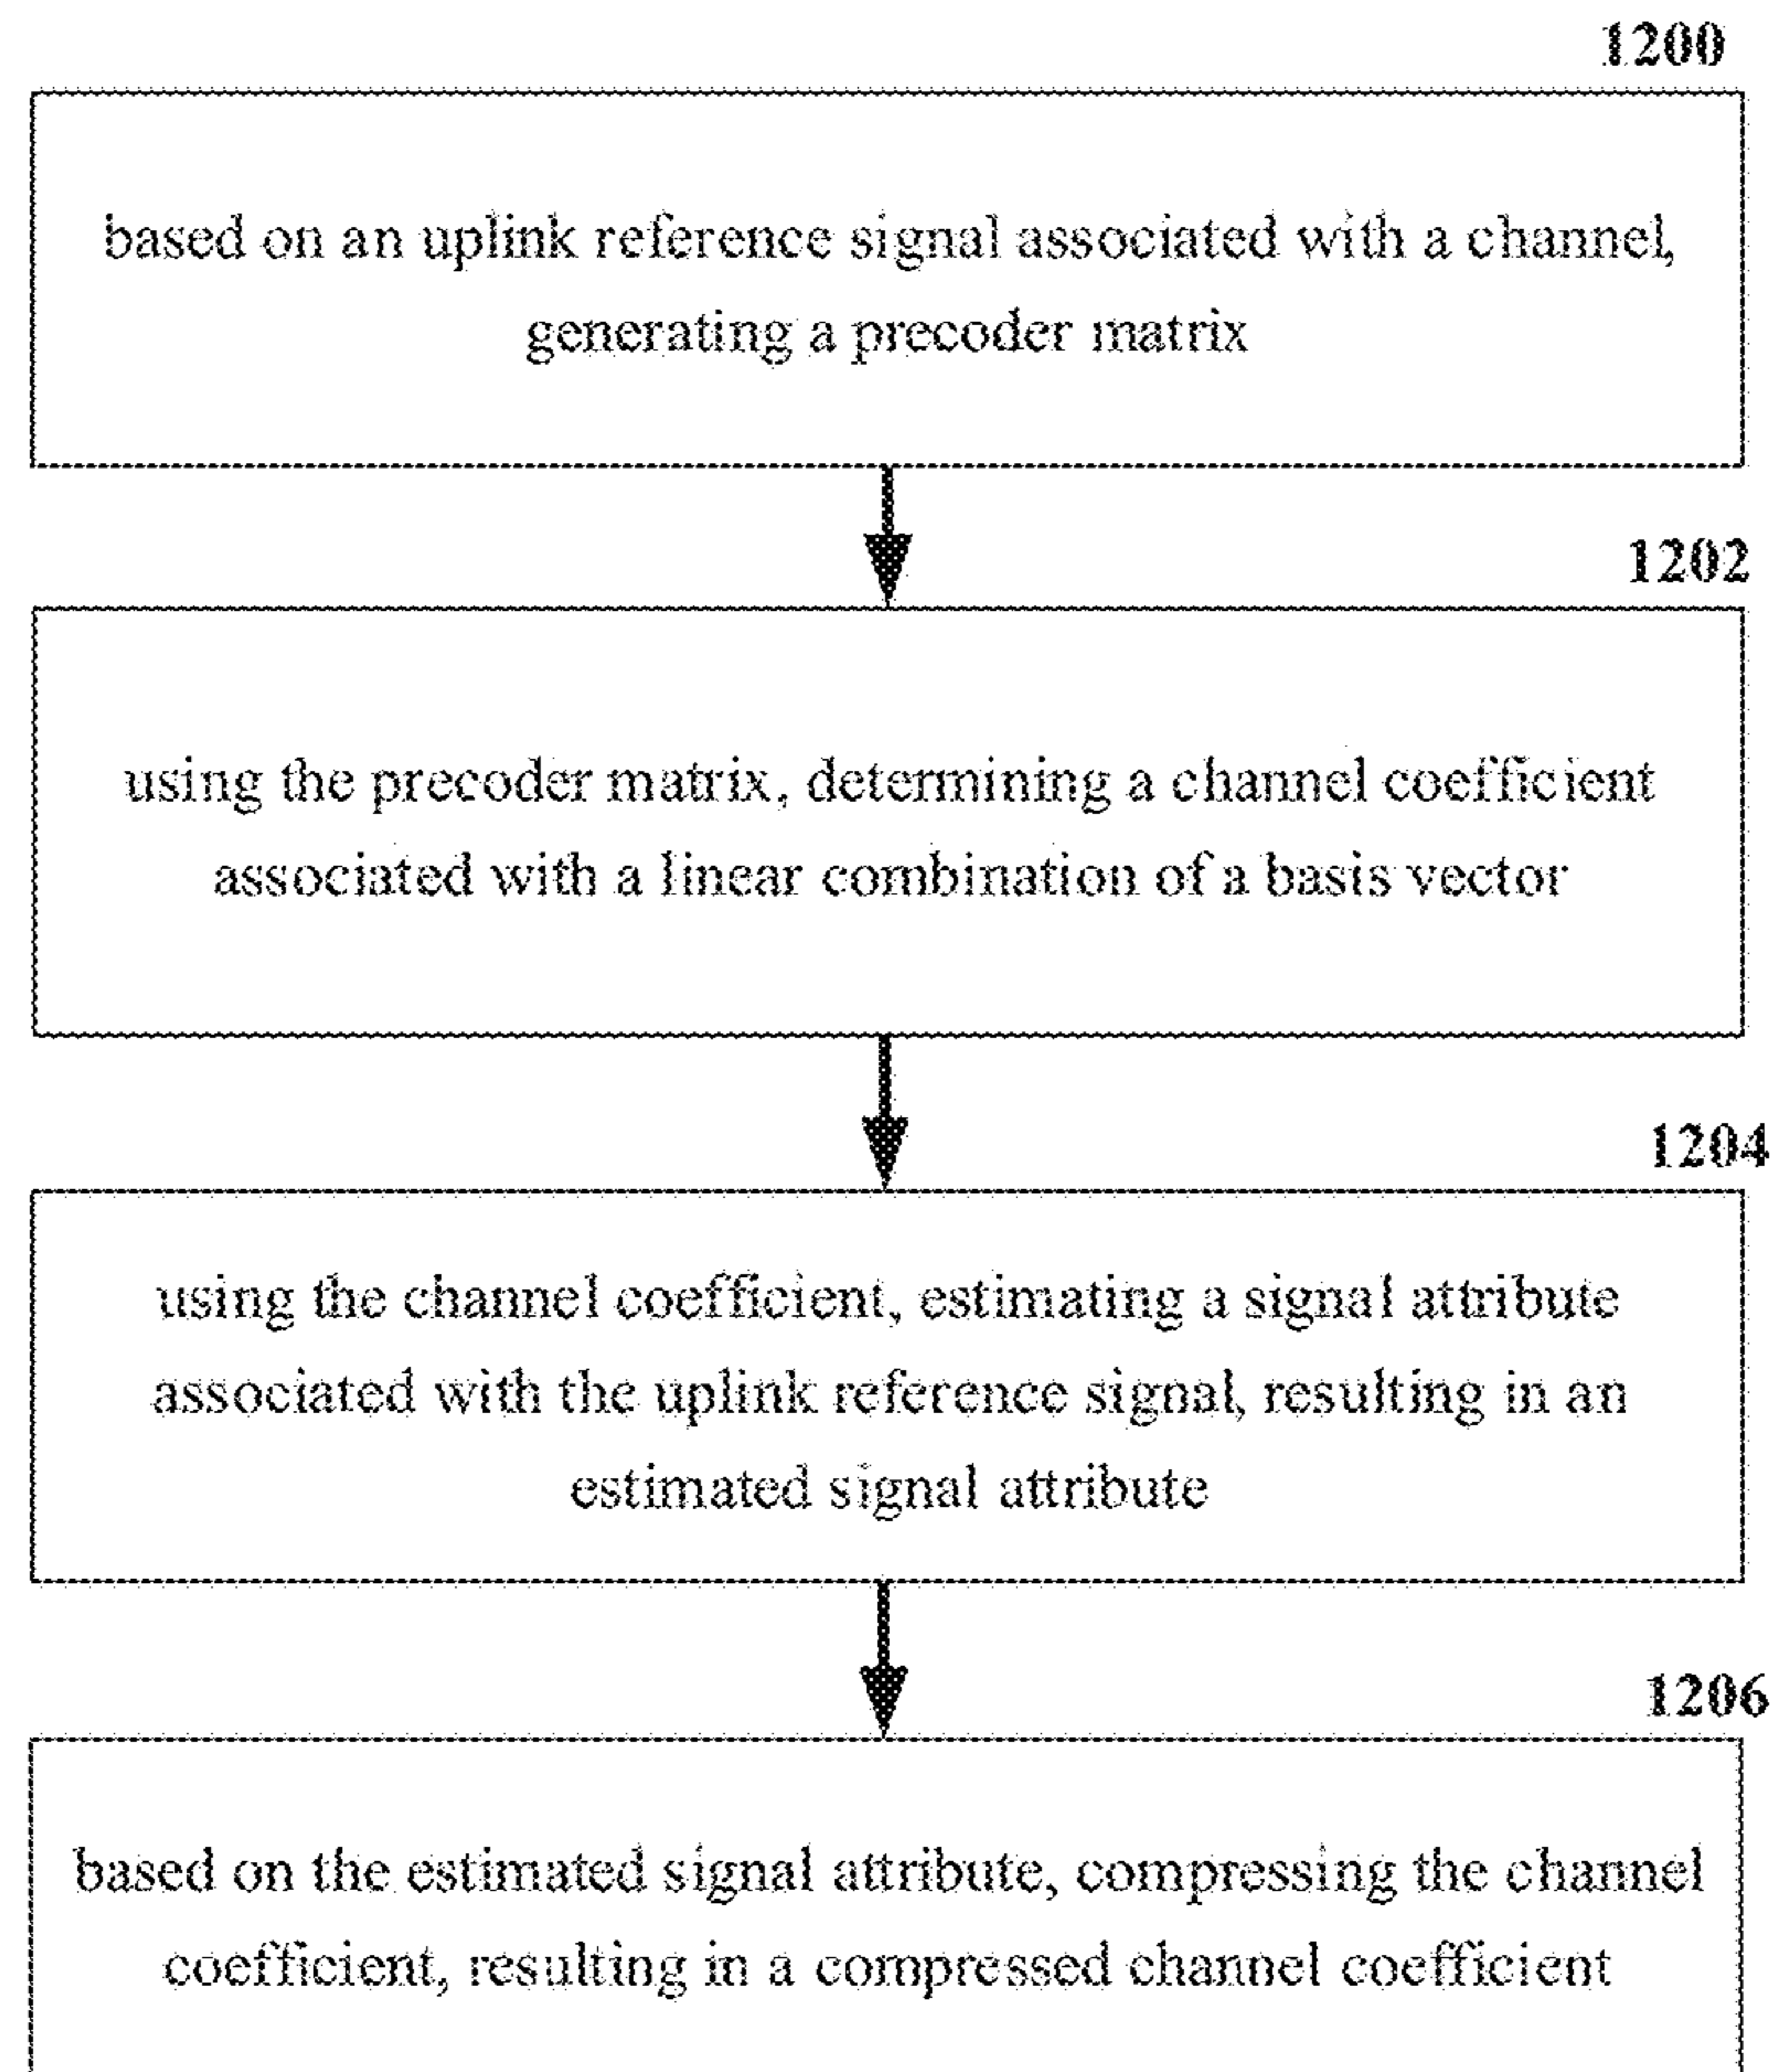 1200
based on an uplink reference signal associated with a channel,
generating a precoder matrix
1202
using the precoder matrix, determining a channel coefficient
associated with a linear combination of a basis vector
1204
using the channel coefficient, estimating a signal attribute
associated with the uplink reference signal, resulting in an
estimated signal attribute
1206
based on the estimated signal attribute, compressing the channel
coefficient, resulting in a compressed channel coefficient